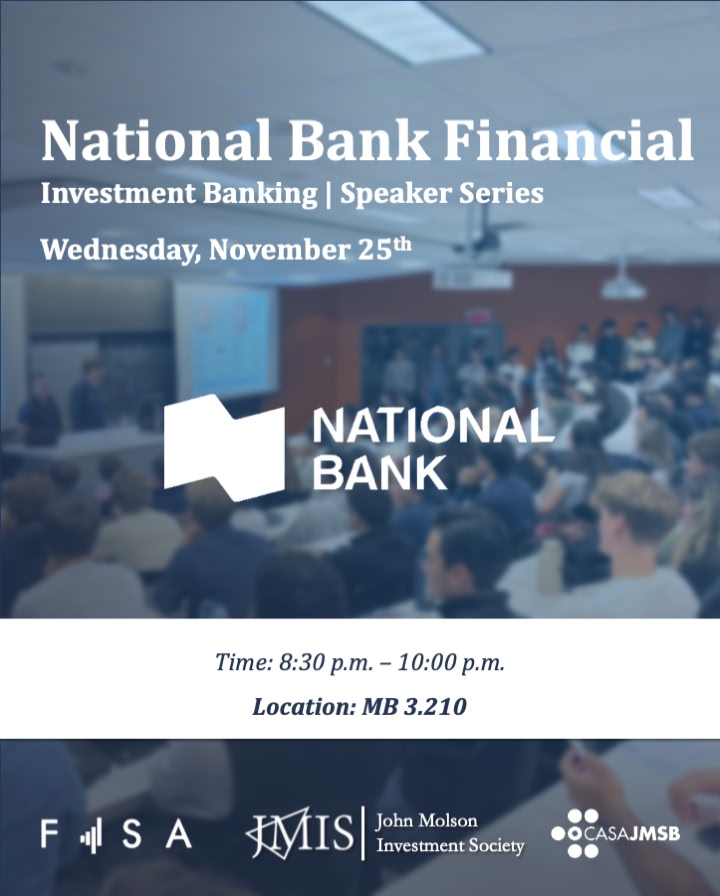 National Bank Financial
Investment Banking | Speaker Series
Wednesday, November 25th
NATIONAL
BANK
Time: 8:30 p.m. – 10:00 p.m.
Location: MB 3.210
F SA
JMIS
John Molson
Investment Society
CASAJMSB